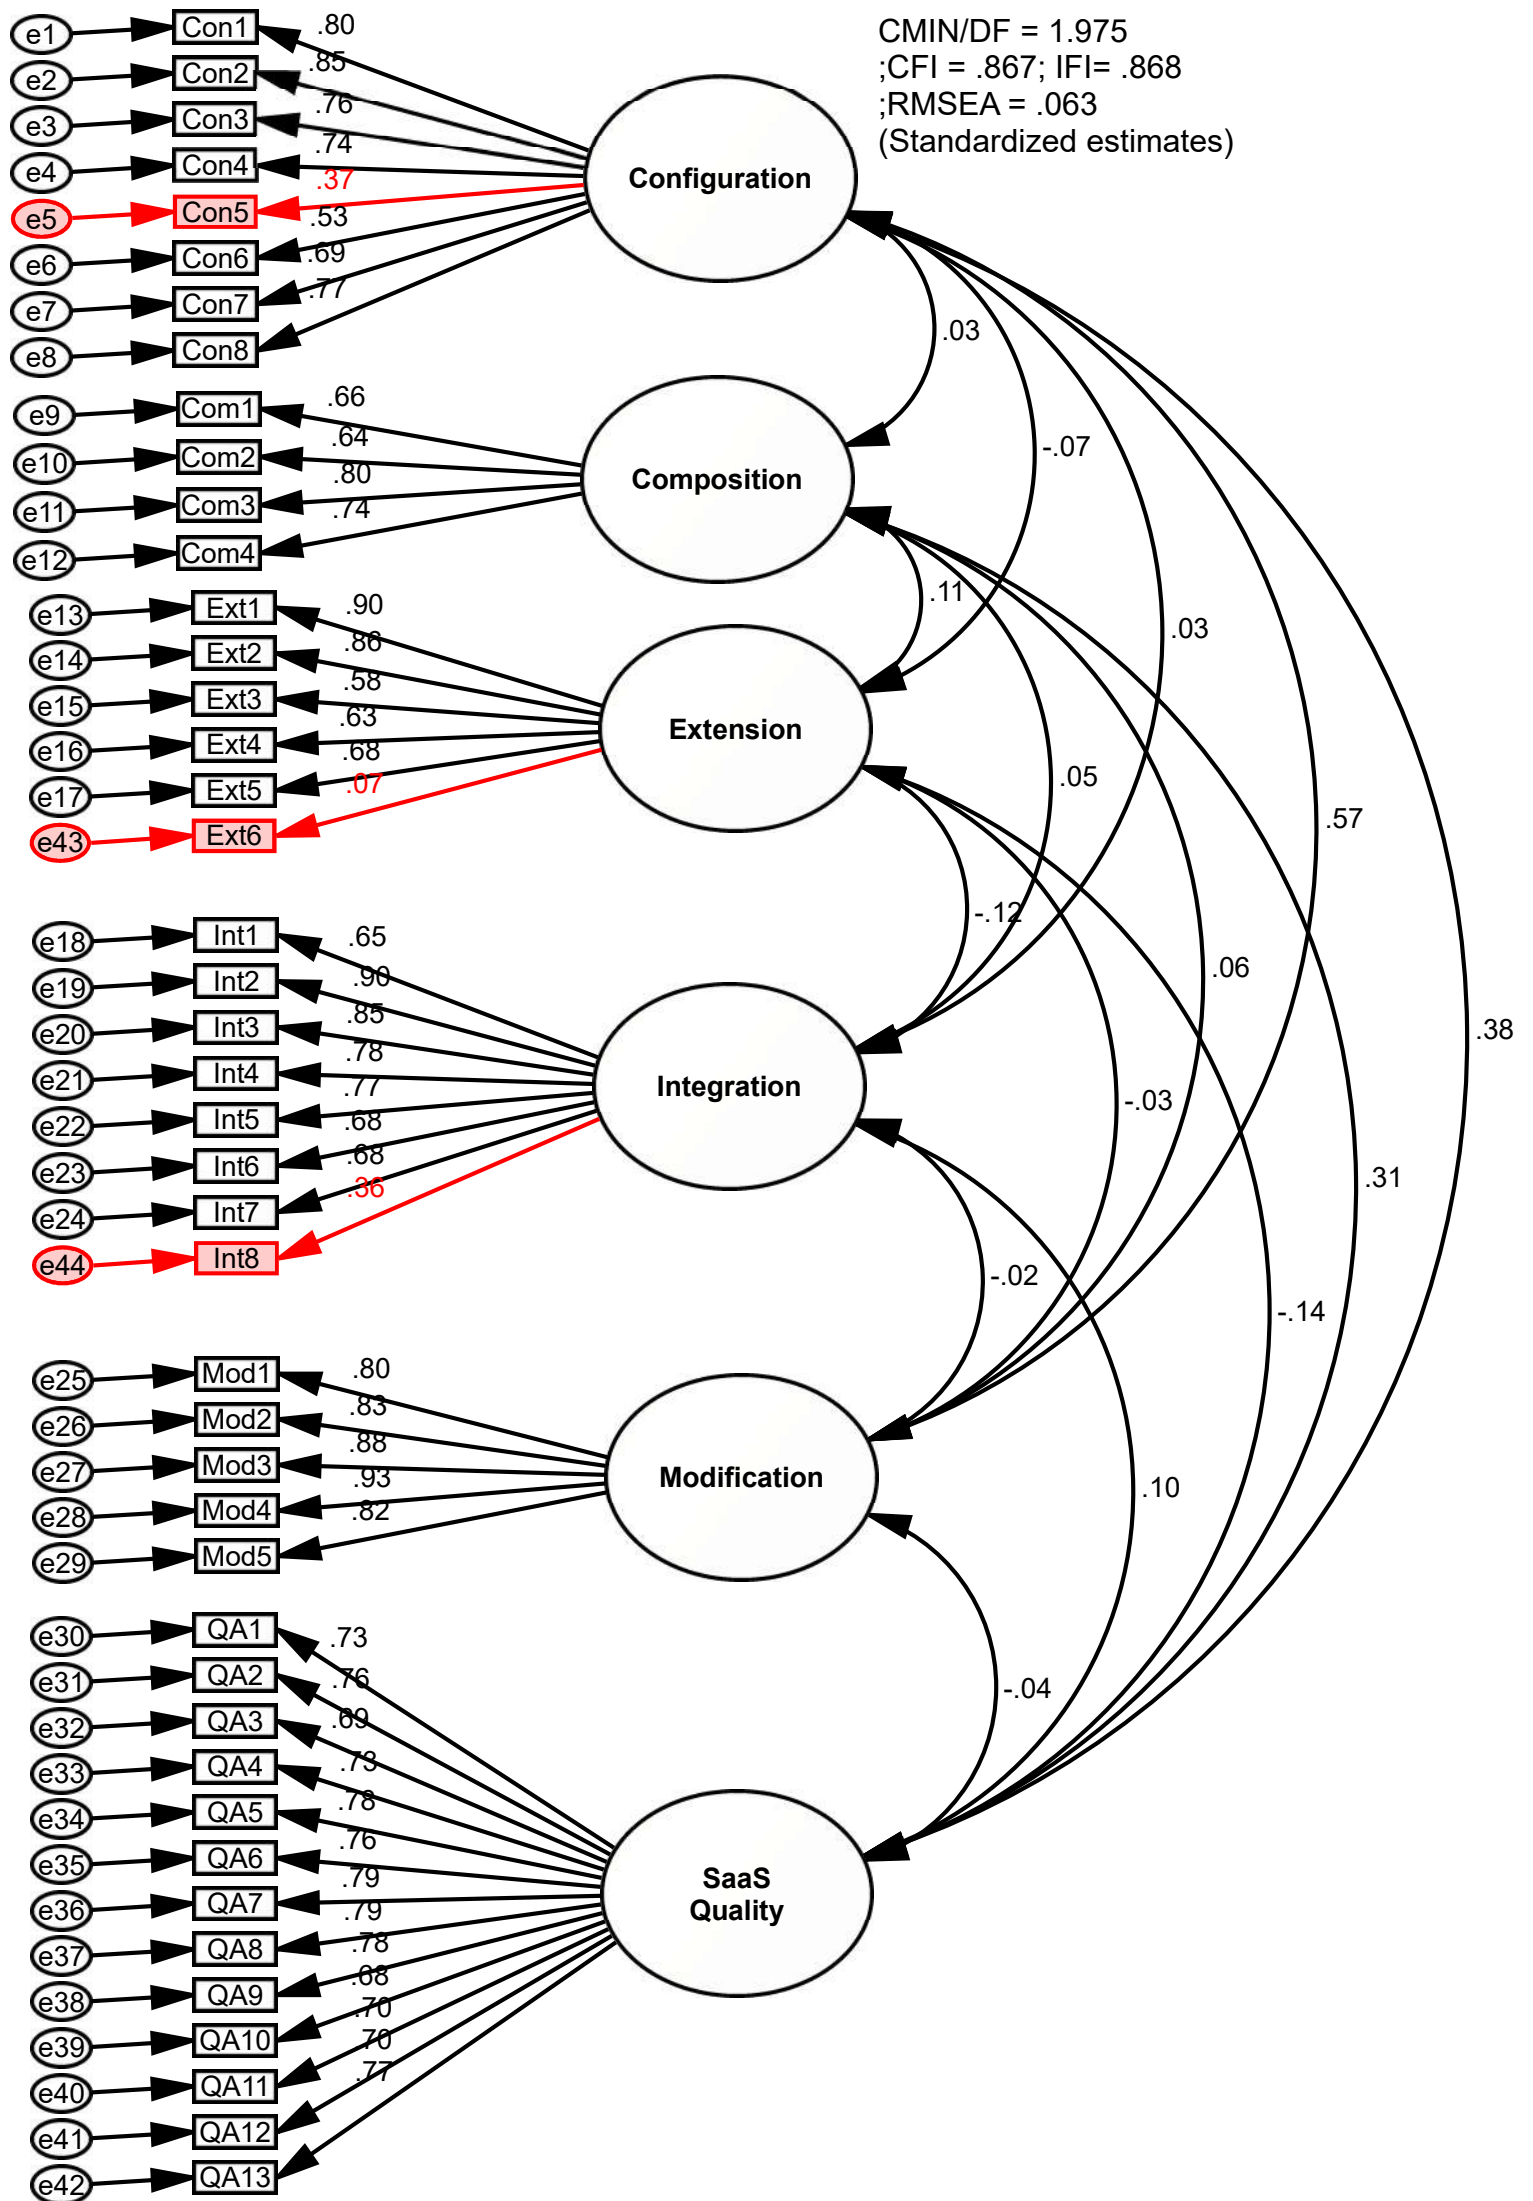 CMIN/DF = 1.975
;CFI = .867; IFI= .868
;RMSEA = .063
(Standardized estimates)
e1 Con1 .80
e2 Con2 .85
e3 Con3 .76
e4 Con4 .74
e5 Con5 .37
e6 Con6 .53
e7 Con7 .69
e8 Con8 .77
Configuration
e9 Com1 .66
e10 Com2 .64
e11 Com3 .80
e12 Com4 .74
Composition
e13 Ext1 .90
e14 Ext2 .86
e15 Ext3 .58
e16 Ext4 .63
e17 Ext5 .68
e43 Ext6 .07
Extension
e18 Int1 .65
e19 Int2 .90
e20 Int3 .85
e21 Int4 .78
e22 Int5 .77
e23 Int6 .68
e24 Int7 .68
e44 Int8 .36
Integration
e25 Mod1 .80
e26 Mod2 .83
e27 Mod3 .88
e28 Mod4 .93
e29 Mod5 .82
Modification
e30 QA1 .73
e31 QA2 .76
e32 QA3 .69
e33 QA4 .73
e34 QA5 .78
e35 QA6 .76
e36 QA7 .79
e37 QA8 .79
e38 QA9 .78
e39 QA10 .68
e40 QA11 .70
e41 QA12 .70
e42 QA13 .77
SaaS
Quality
.03
-.07
.11
.03
.05
.57
-.12
.06
.38
-.03
.31
-.02
-.14
.10
-.04